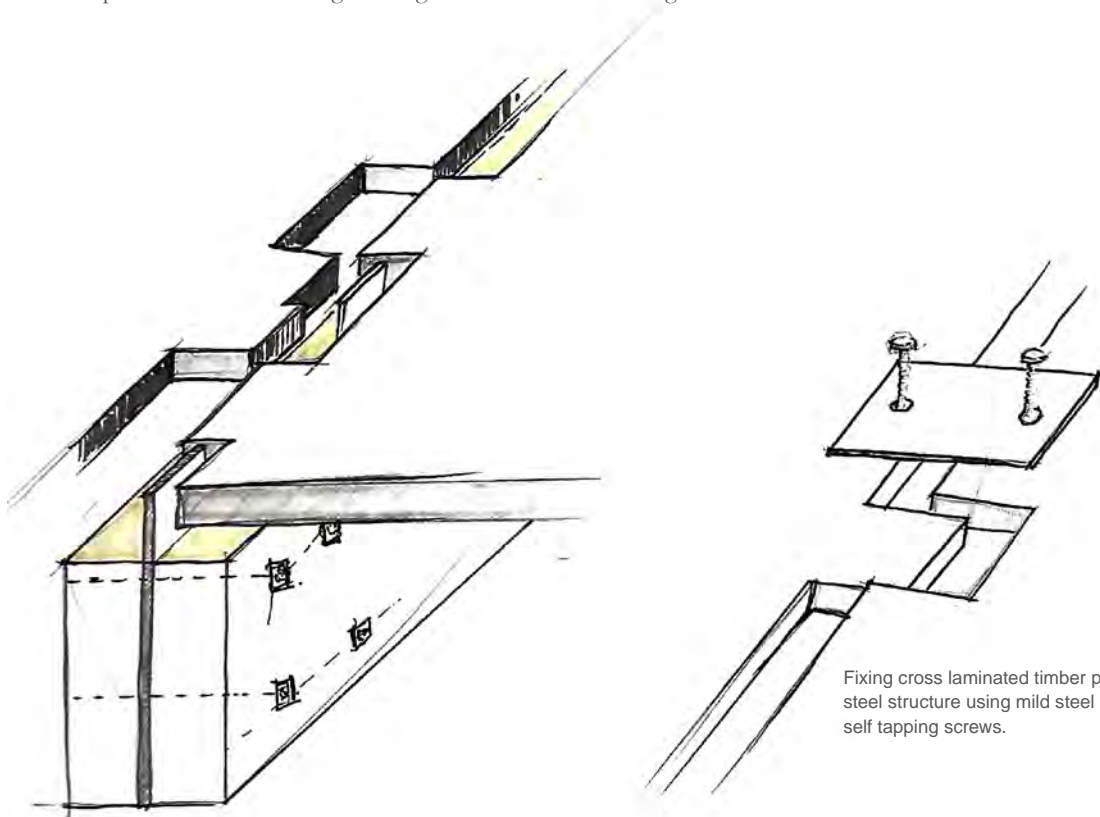 Fixing cross laminated timber p
steel structure using mild steel
self tapping screws.